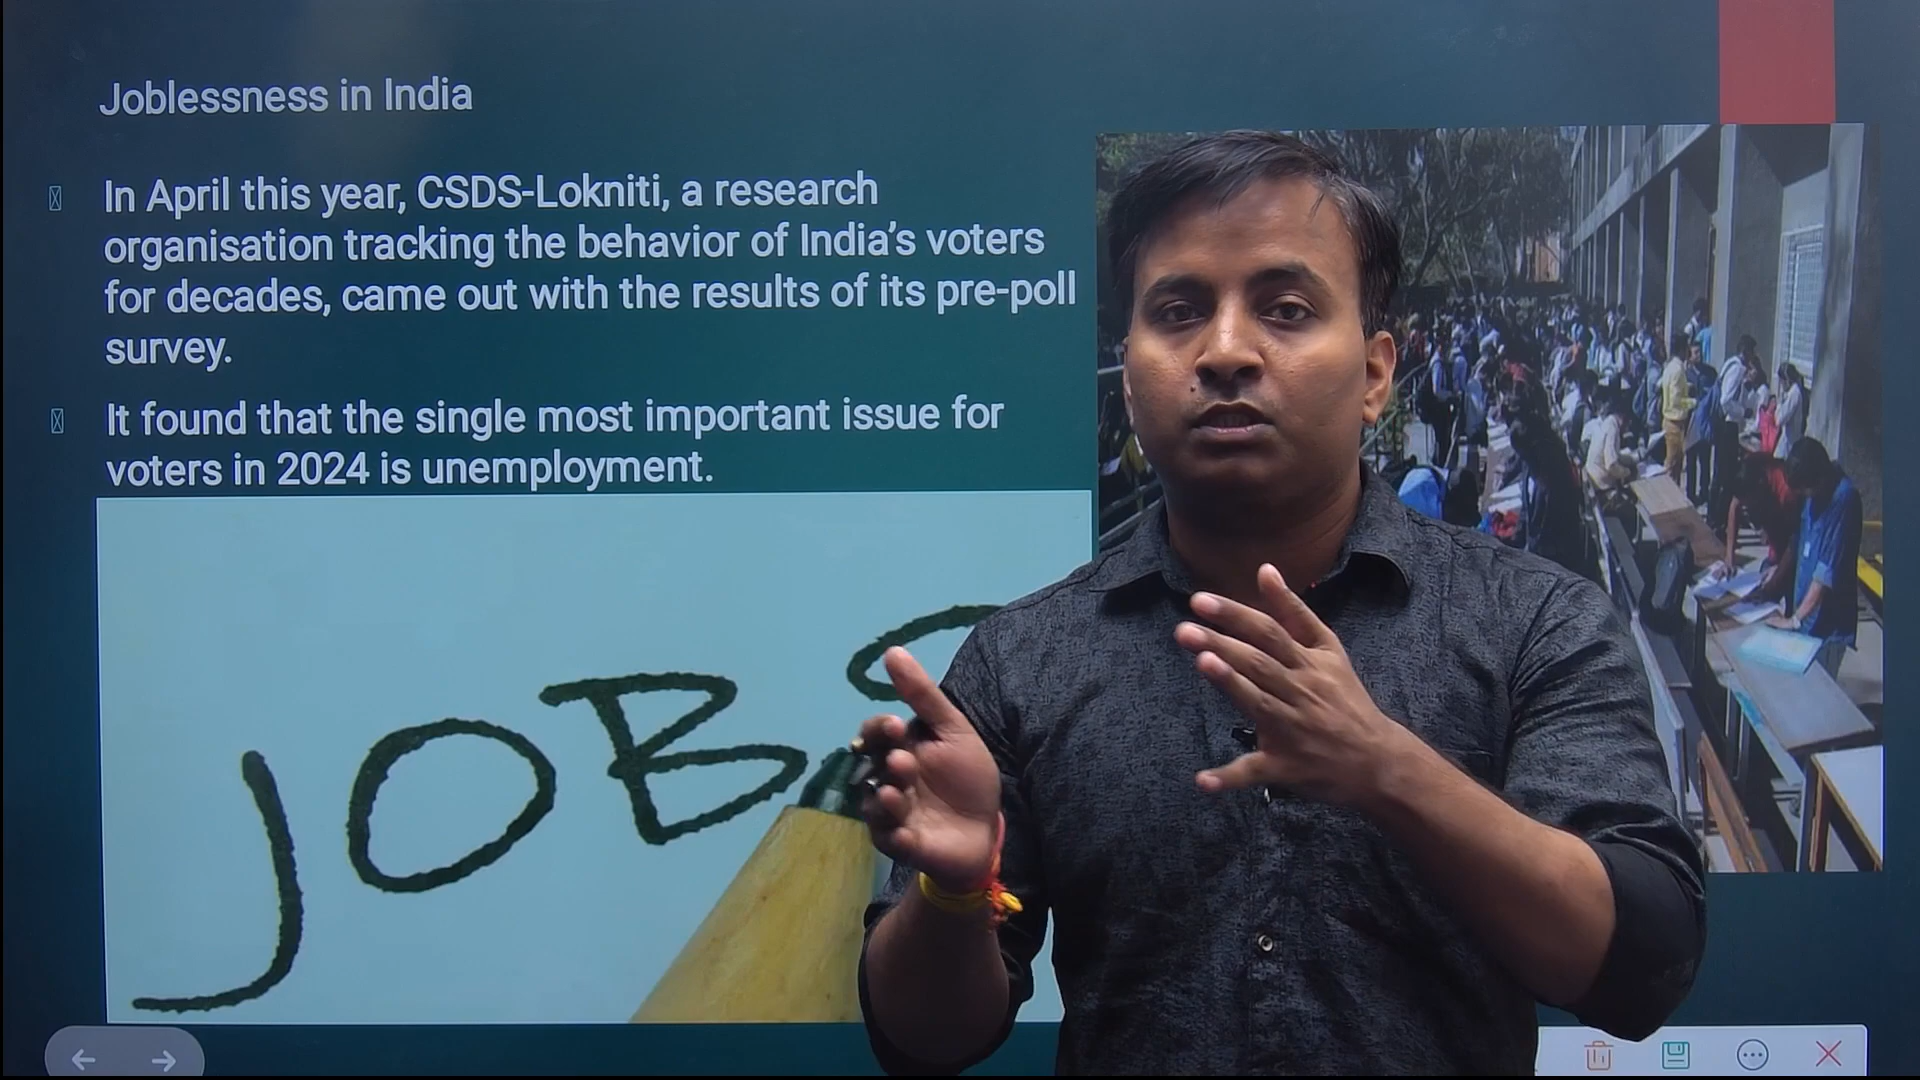 Joblessness in India
In April this year, CSDS-Lokniti, a research
organisation tracking the behavior of India's voters
for decades, came out with the results of its pre-poll
survey.
It found that the single most important issue for
voters in 2024 is unemployment.
JOBS